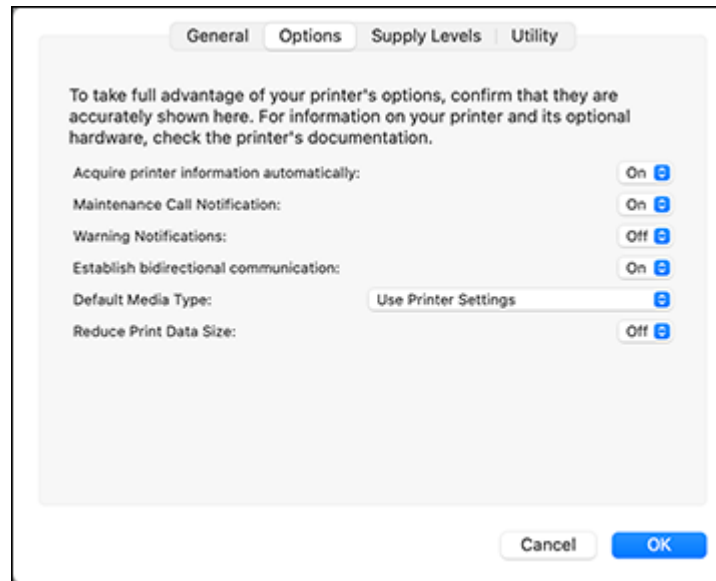 General Options Supply Levels Utility
To take full advantage of your printer's options, confirm that they are
accurately shown here. For information on your printer and its optional
hardware, check the printer's documentation.
Acquire printer information automatically: On
Maintenance Call Notification: On
Warning Notifications: Off
Establish bidirectional communication: On
Default Media Type: Use Printer Settings
Reduce Print Data Size: Off
Cancel OK